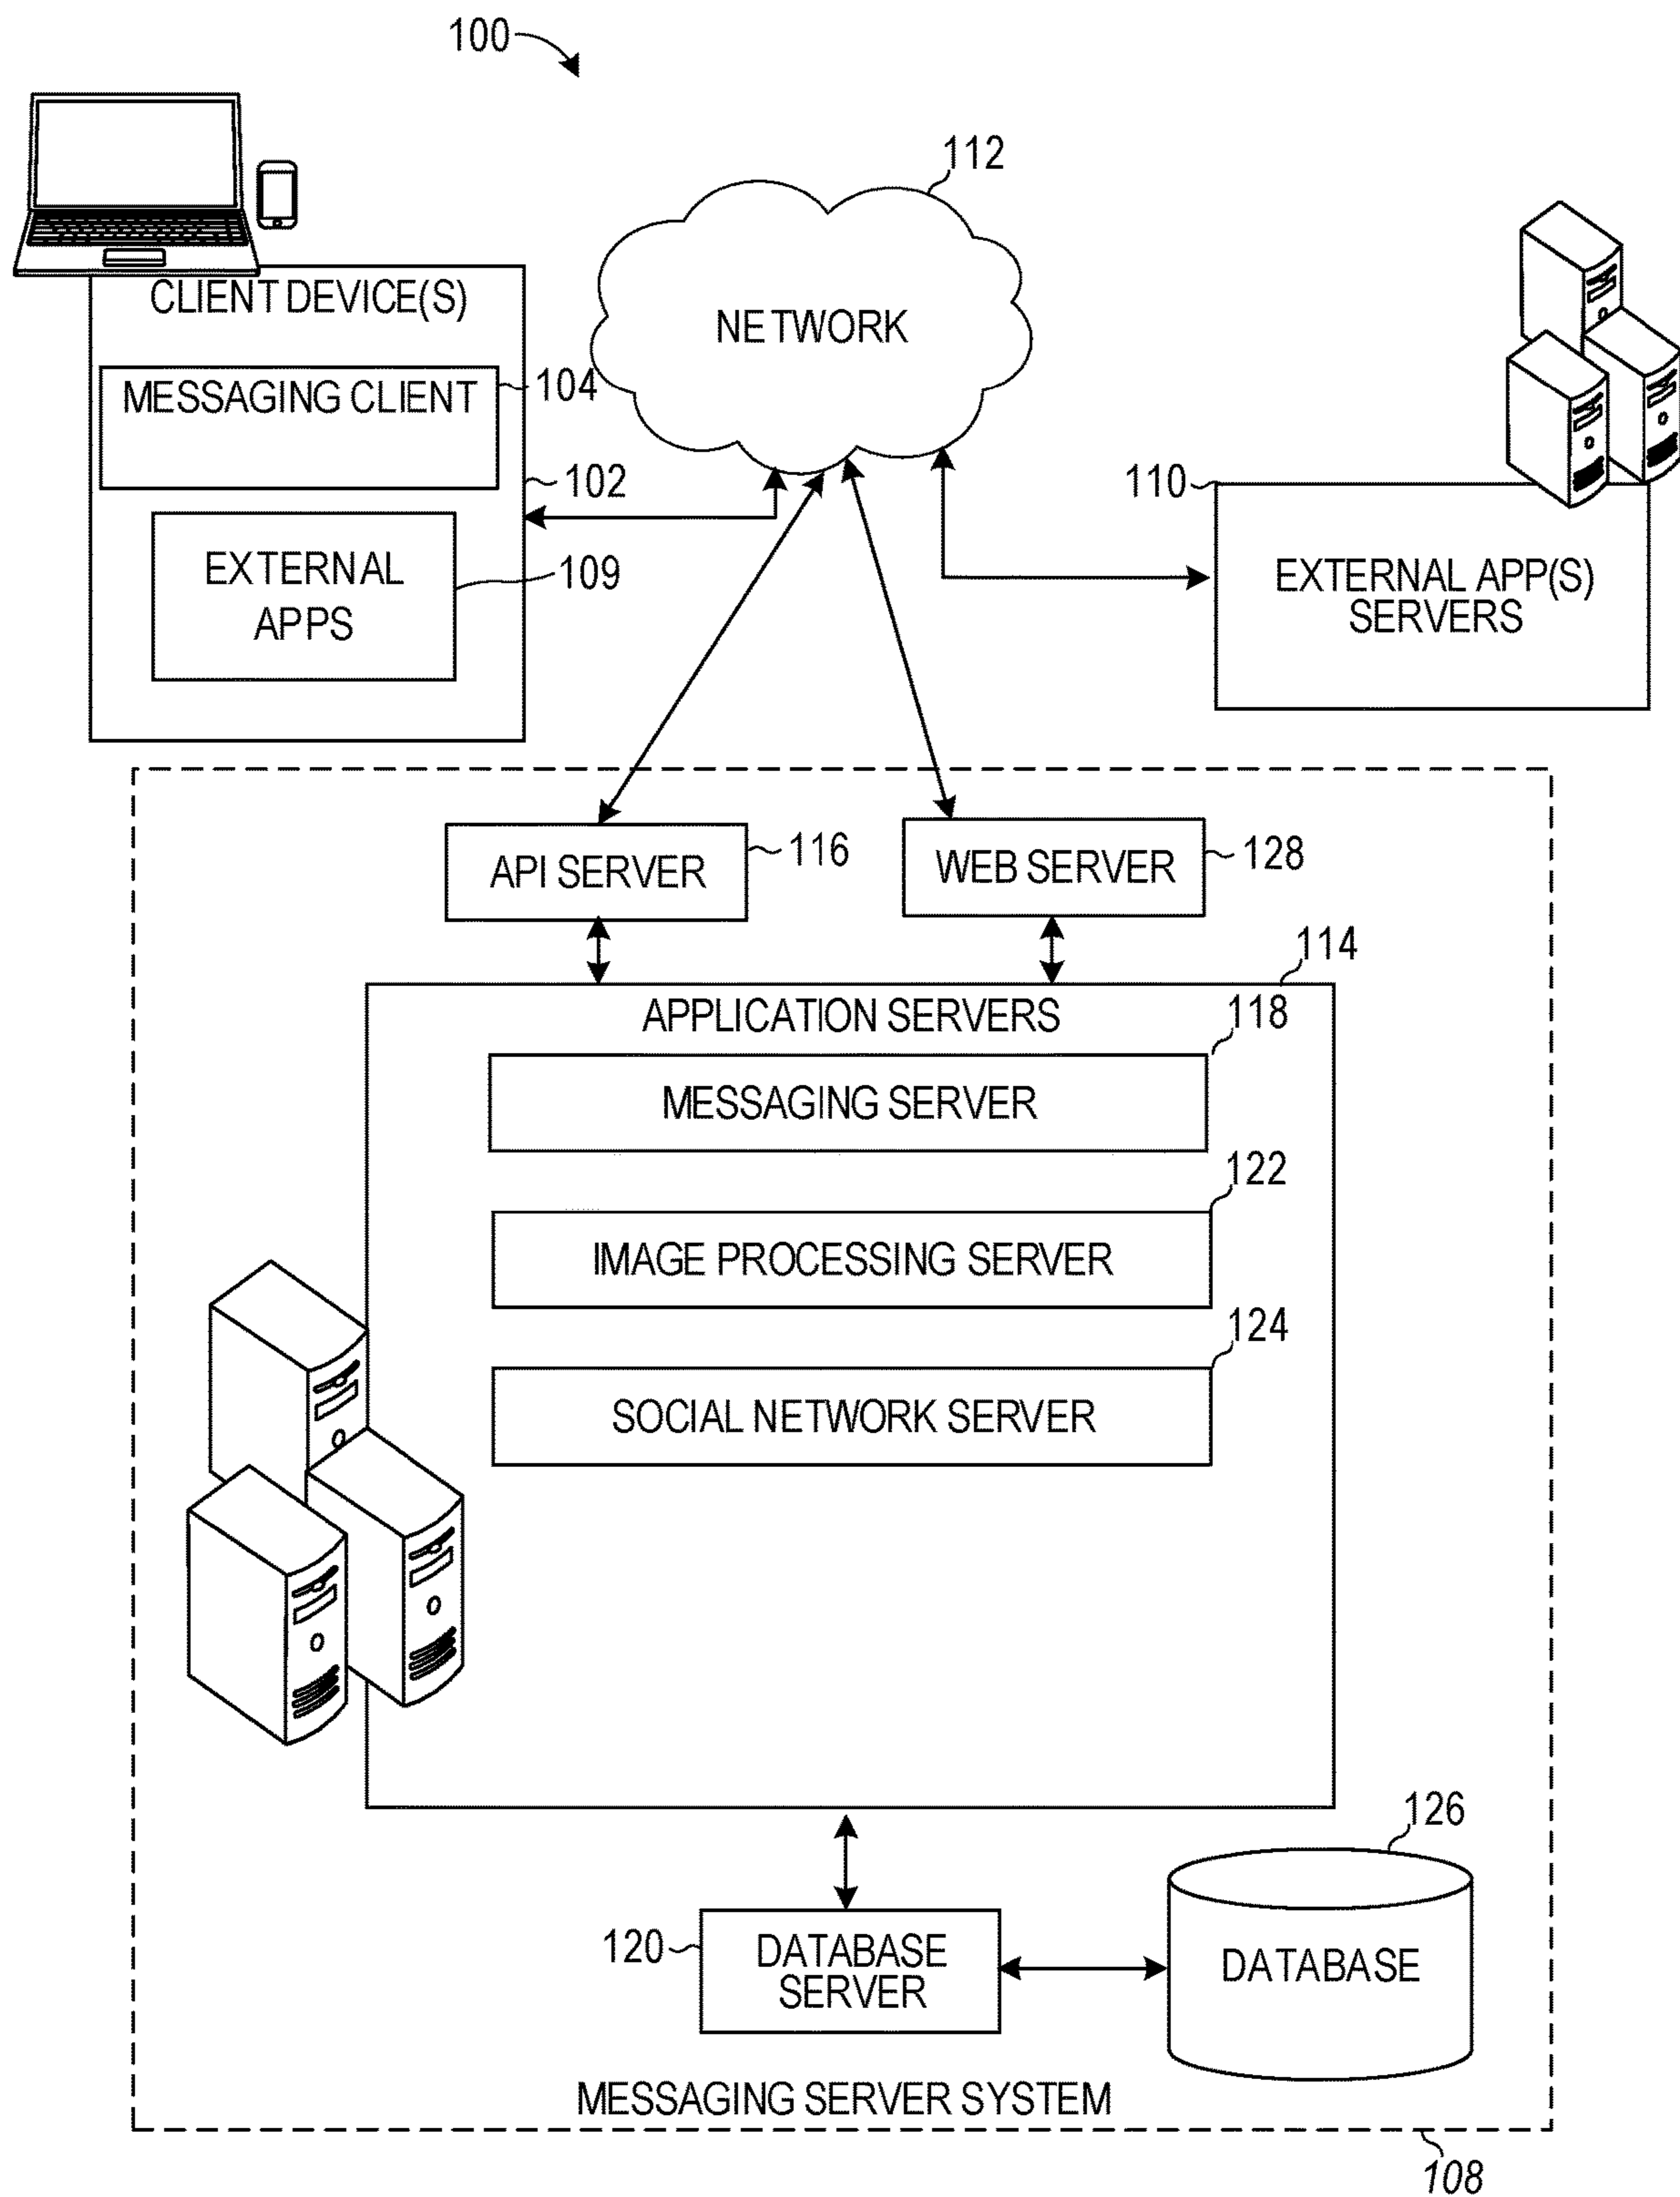 100
112
CLIENT DEVICE(S)
NETWORK
MESSAGING CLIENT
104
102
110
EXTERNAL
APPS
109
EXTERNAL APP(S)
SERVERS
API SERVER
116
WEB SERVER
128
114
APPLICATION SERVERS
118
MESSAGING SERVER
122
IMAGE PROCESSING SERVER
124
SOCIAL NETWORK SERVER
126
120
DATABASE
SERVER
DATABASE
MESSAGING SERVER SYSTEM
108